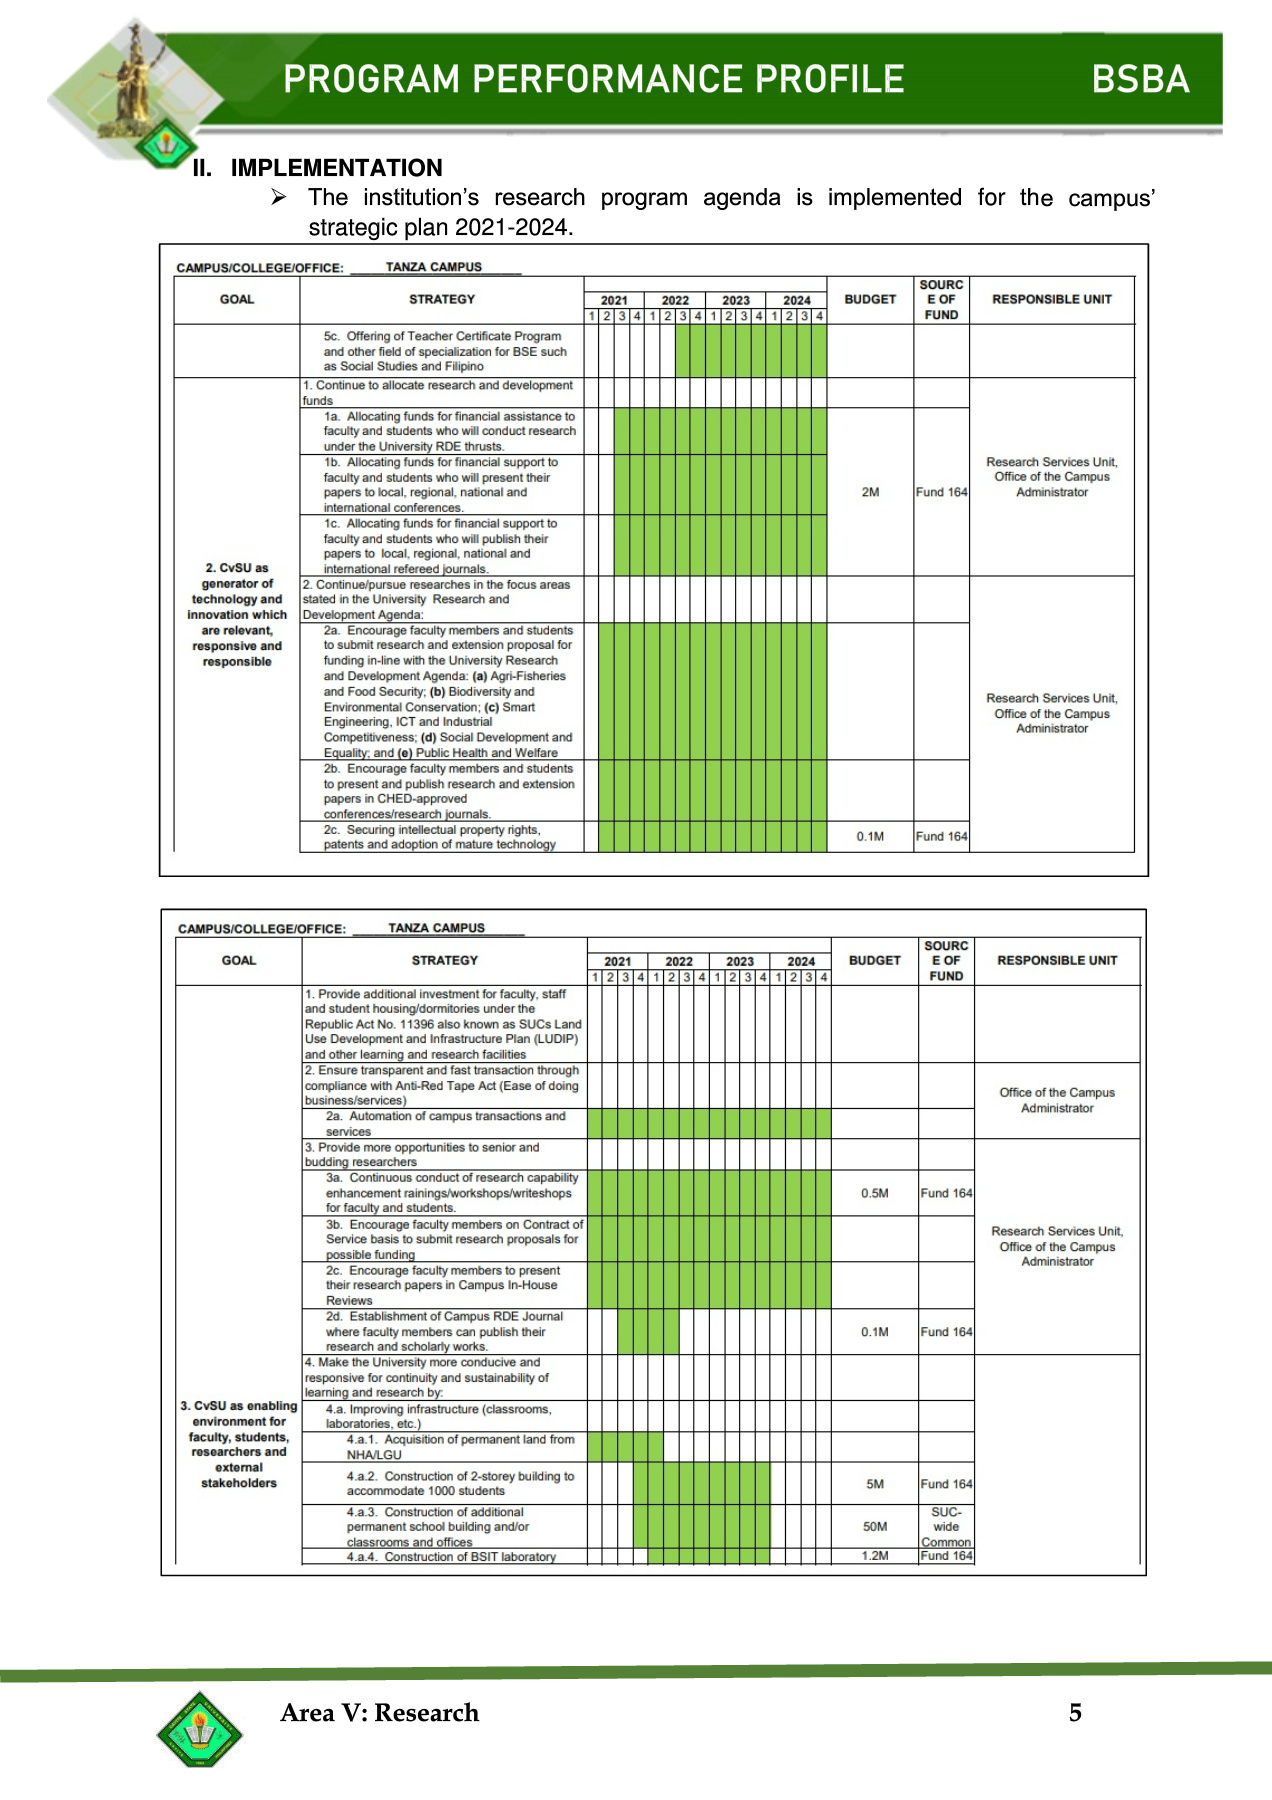 PROGRAM PERFORMANCE PROFILE BSBA
II. IMPLEMENTATION
➢ The institution's research program agenda is implemented for the campus'
strategic plan 2021-2024.
CAMPUS/COLLEGE/OFFICE: TANZA CAMPUS
GOAL STRATEGY 2021 2022 2023 2024 BUDGET SOURC
E OF
FUND RESPONSIBLE UNIT
1 2 3 4 1 2 3 4 1 2 3 4 1 2 3 4
5c. Offering of Teacher Certificate Program
and other field of specialization for BSE such
as Social Studies and Filipino
2. CvSU as
generator of
technology and
innovation which
are relevant,
responsive and
responsible
1. Continue to allocate research and development
funds
1a. Allocating funds for financial assistance to
faculty and students who will conduct research
under the University RDE thrusts.
1b. Allocating funds for financial support to
faculty and students who will present their
papers to local, regional, national and
international conferences.
1c. Allocating funds for financial support to
faculty and students who will publish their
papers to local, regional, national and
international refereed journals.
2M
Fund 164
Research Services Unit,
Office of the Campus
Administrator
2. Continue/pursue researches in the focus areas
stated in the University Research and
Development Agenda:
2a. Encourage faculty members and students
to submit research and extension proposal for
funding in-line with the University Research
and Development Agenda: (a) Agri-Fisheries
and Food Security; (b) Biodiversity and
Environmental Conservation; (c) Smart
Engineering, ICT and Industrial
Competitiveness; (d) Social Development and
Equality; and (e) Public Health and Welfare
2b. Encourage faculty members and students
to present and publish research and extension
papers in CHED-approved
conferences/research journals.
2c. Securing intellectual property rights,
patents and adoption of mature technology
0.1M
Fund 164
Research Services Unit,
Office of the Campus
Administrator
CAMPUS/COLLEGE/OFFICE: TANZA CAMPUS
GOAL STRATEGY 2021 2022 2023 2024 BUDGET SOURC
E OF
FUND RESPONSIBLE UNIT
1 2 3 4 1 2 3 4 1 2 3 4 1 2 3 4
3. CvSU as enabling
environment for
faculty, students,
researchers and
external
stakeholders
1. Provide additional investment for faculty, staff
and student housing/dormitories under the
Republic Act No. 11396 also known as SUCs Land
Use Development and Infrastructure Plan (LUDIP)
and other learning and research facilities
2. Ensure transparent and fast transaction through
compliance with Anti-Red Tape Act (Ease of doing
business/services)
2a. Automation of campus transactions and
services
Office of the Campus
Administrator
3. Provide more opportunities to senior and
budding researchers
3a. Continuous conduct of research capability
enhancement rainings/workshops/writeshops
for faculty and students.
0.5M
Fund 164
3b. Encourage faculty members on Contract of
Service basis to submit research proposals for
possible funding
2c. Encourage faculty members to present
their research papers in Campus In-House
Reviews
2d. Establishment of Campus RDE Journal
where faculty members can publish their
research and scholarly works.
0.1M
Fund 164
Research Services Unit,
Office of the Campus
Administrator
4. Make the University more conducive and
responsive for continuity and sustainability of
learning and research by:
4.a. Improving infrastructure (classrooms,
laboratories, etc.)
4.a.1. Acquisition of permanent land from
NHA/LGU
4.a.2. Construction of 2-storey building to
accommodate 1000 students
5M
Fund 164
4.a.3. Construction of additional
permanent school building and/or
classrooms and offices
50M
SUC-
wide
Common
4.a.4. Construction of BSIT laboratory
1.2M
Fund 164
Area V: Research 5